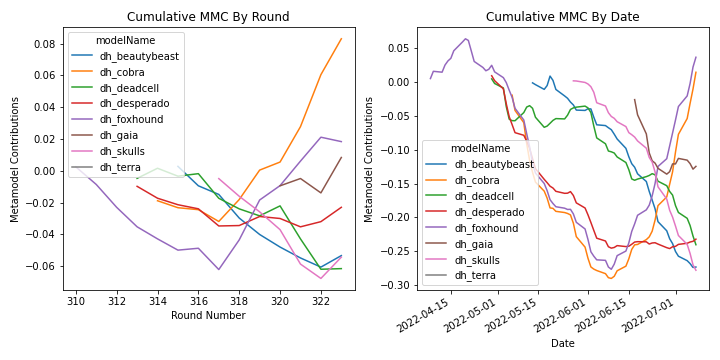 Cumulative MMC By Round
Metamodel Contributions
0.08
0.06
0.04
0.02
0.00
−0.02
−0.04
−0.06
modelName
dh_beautybeast
dh_cobra
dh_deadcell
dh_desperado
dh_foxhound
dh_gaia
dh_skulls
dh_terra
310
312
314
316
318
320
322
Round Number
Cumulative MMC By Date
Metamodel Contributions
0.05
0.00
−0.05
−0.10
−0.15
−0.20
−0.25
−0.30
modelName
dh_beautybeast
dh_cobra
dh_deadcell
dh_desperado
dh_foxhound
dh_gaia
dh_skulls
dh_terra
2022-04-15
2022-05-01
2022-05-15
2022-06-01
2022-06-15
2022-07-01
Date